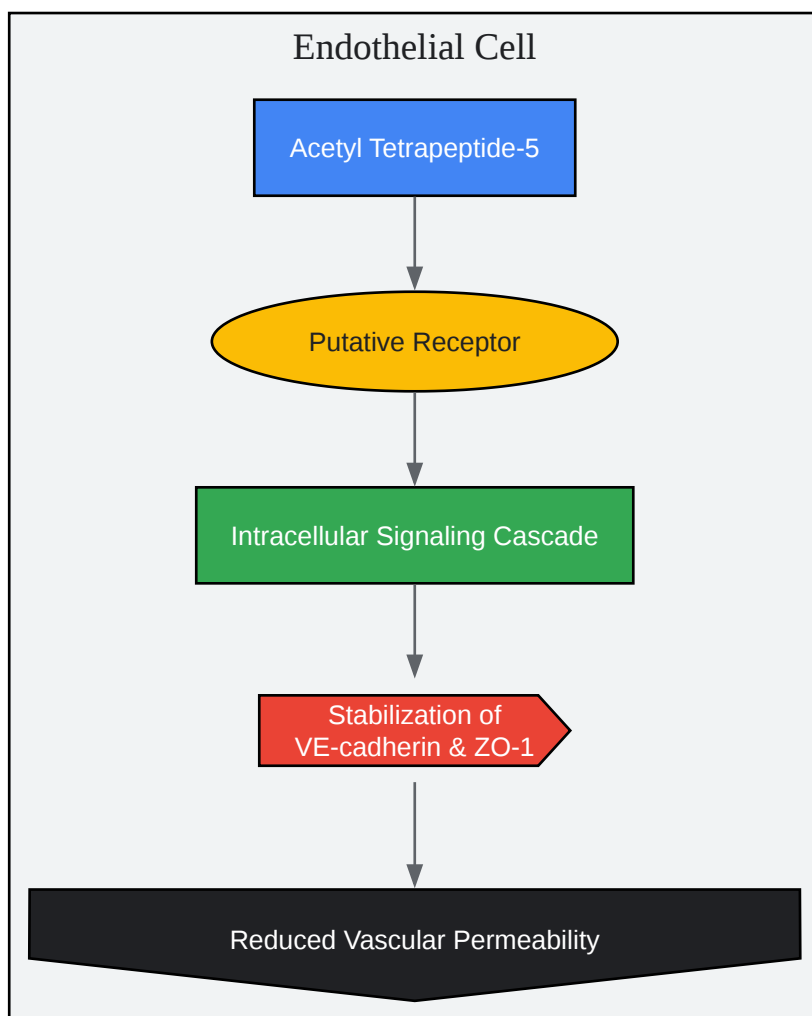 Endothelial Cell
Acetyl Tetrapeptide-5
Putative Receptor
Intracellular Signaling Cascade
Stabilization of
VE-cadherin & ZO-1
Reduced Vascular Permeability